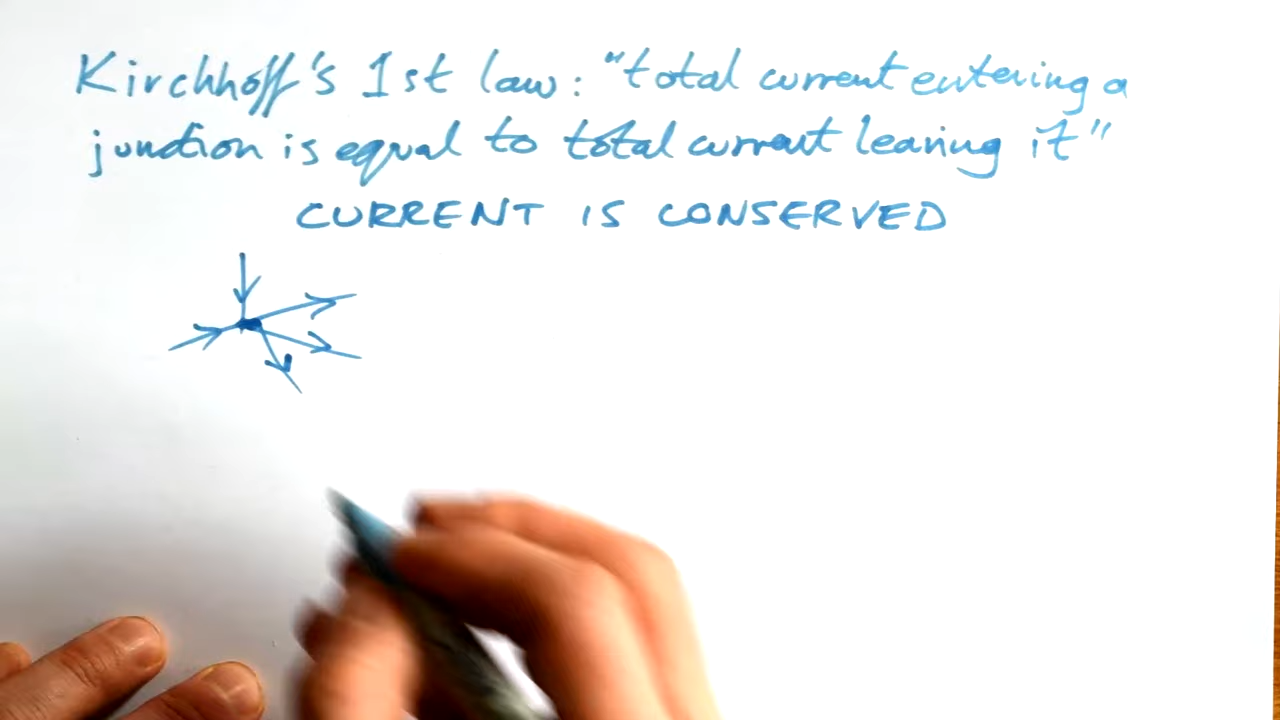 Kirchhoff's 1st law: "total current entering a
junction is equal to total current leaving it"
CURRENT IS CONSERVED